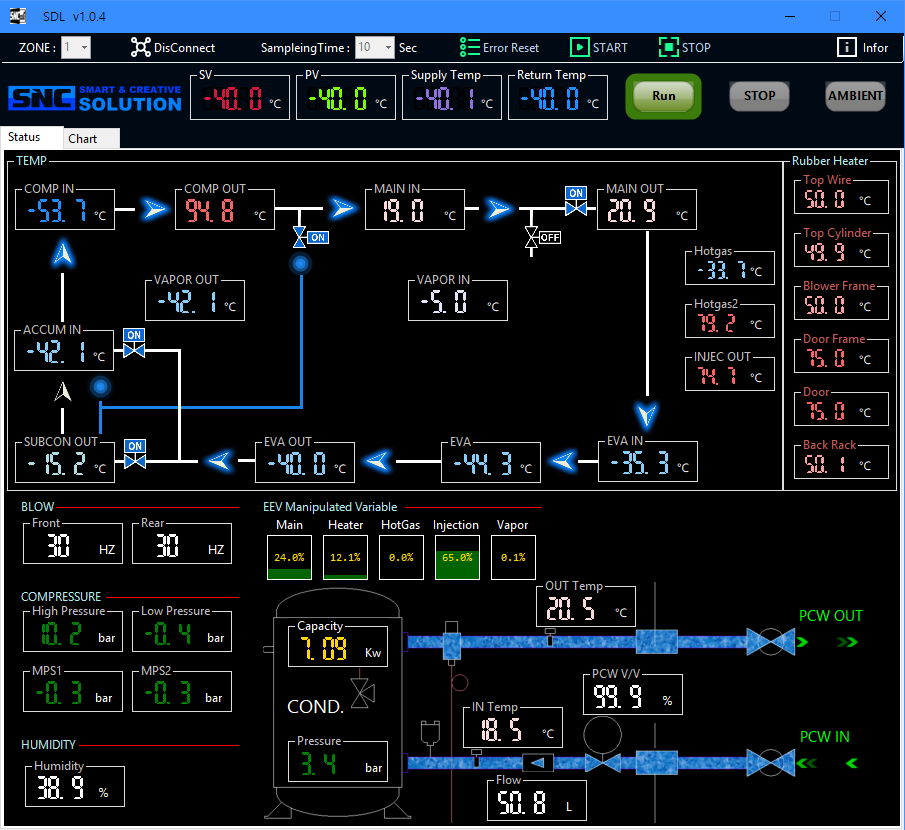 SDL v1.0.4
ZONE : 1 DisConnect SampleingTime : 10 Sec Error Reset START STOP Infor
SNC SMART & CREATIVE SOLUTION
SV -40.0 °C
PV -40.0 °C
Supply Temp -40.1 °C
Return Temp -40.0 °C
Run STOP AMBIENT
Status Chart
TEMP
COMP IN -53.7 °C
COMP OUT 94.8 °C
MAIN IN 19.0 °C
ON
MAIN OUT 20.9 °C
ON
OFF
VAPOR OUT -42.1 °C
VAPOR IN -5.0 °C
Hotgas -33.7 °C
Hotgas2 79.2 °C
INJEC OUT 74.7 °C
ACCUM IN -42.1 °C
ON
SUBCON OUT -15.2 °C
ON
EVA OUT -40.0 °C
EVA -44.3 °C
EVA IN -35.3 °C
Rubber Heater
Top Wire 50.0 °C
Top Cylinder 49.9 °C
Blower Frame 50.0 °C
Door Frame 75.0 °C
Door 75.0 °C
Back Rack 50.1 °C
BLOW
Front 30 HZ
Rear 30 HZ
COMPRESSURE
High Pressure 10.2 bar
Low Pressure -0.4 bar
MPS1 -0.3 bar
MPS2 -0.3 bar
HUMIDITY
Humidity 38.9 %
EEV Manipulated Variable
Main Heater HotGas Injection Vapor
24.0% 12.1% 0.0% 65.0% 0.1%
Capacity 7.09 Kw
COND.
Pressure 3.4 bar
OUT Temp 20.5 °C
PCW OUT
PCW V/V 99.9 %
IN Temp 18.5 °C
PCW IN
Flow 50.8 L